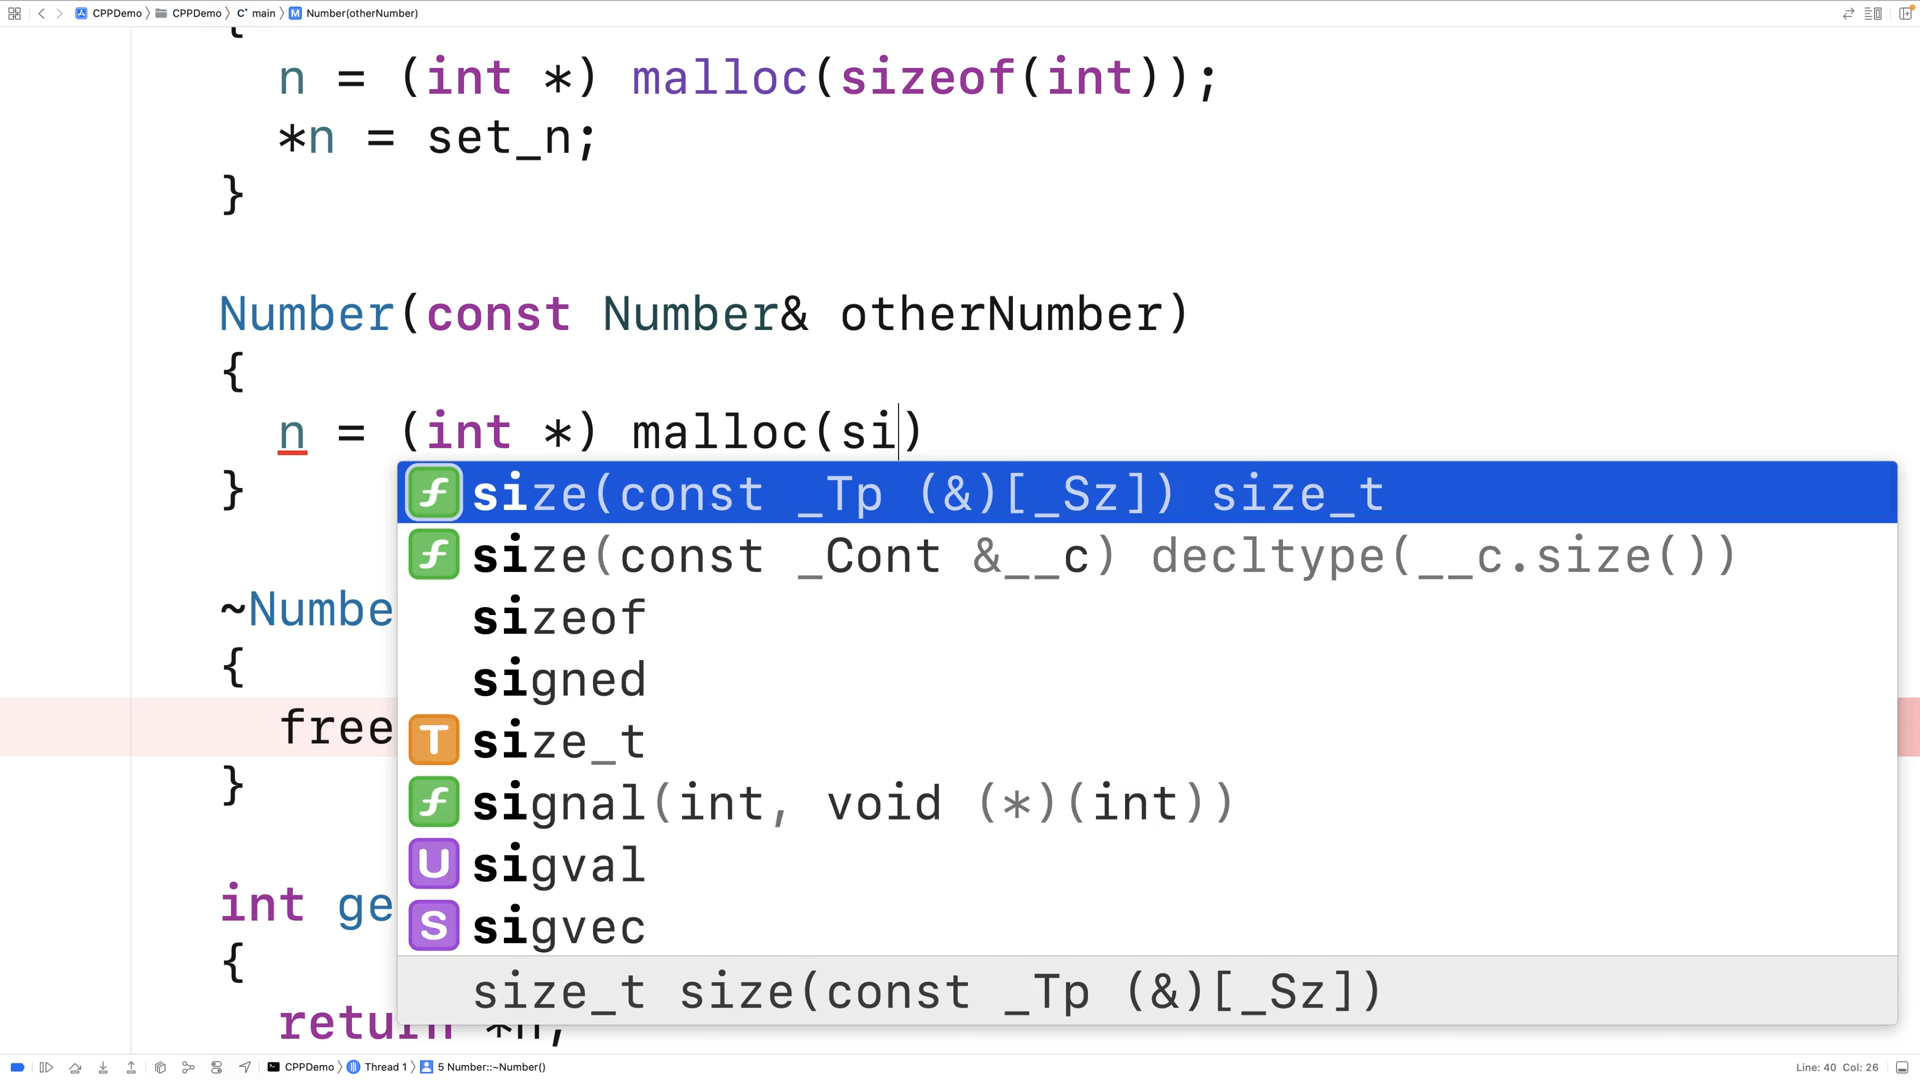 CPPDemo 〉 CPPDemo 〉 main 〉 M Number(otherNumber)
{
n = (int *) malloc(sizeof(int));
*n = set_n;
}
Number(const Number& otherNumber)
{
n = (int *) malloc(si)
}
f size(const _Tp (&)[_Sz]) size_t
f size(const _Cont &__c) decltype(__c.size())
sizeof
~Numbe
signed
{
free
T size_t
}
f signal(int, void (*)(int))
U sigval
int ge
S sigvec
{
size_t size(const _Tp (&)[_Sz])
return *n;
CPPDemo 〉 Thread 1 〉 5 Number::~Number()
Line: 40 Col: 26